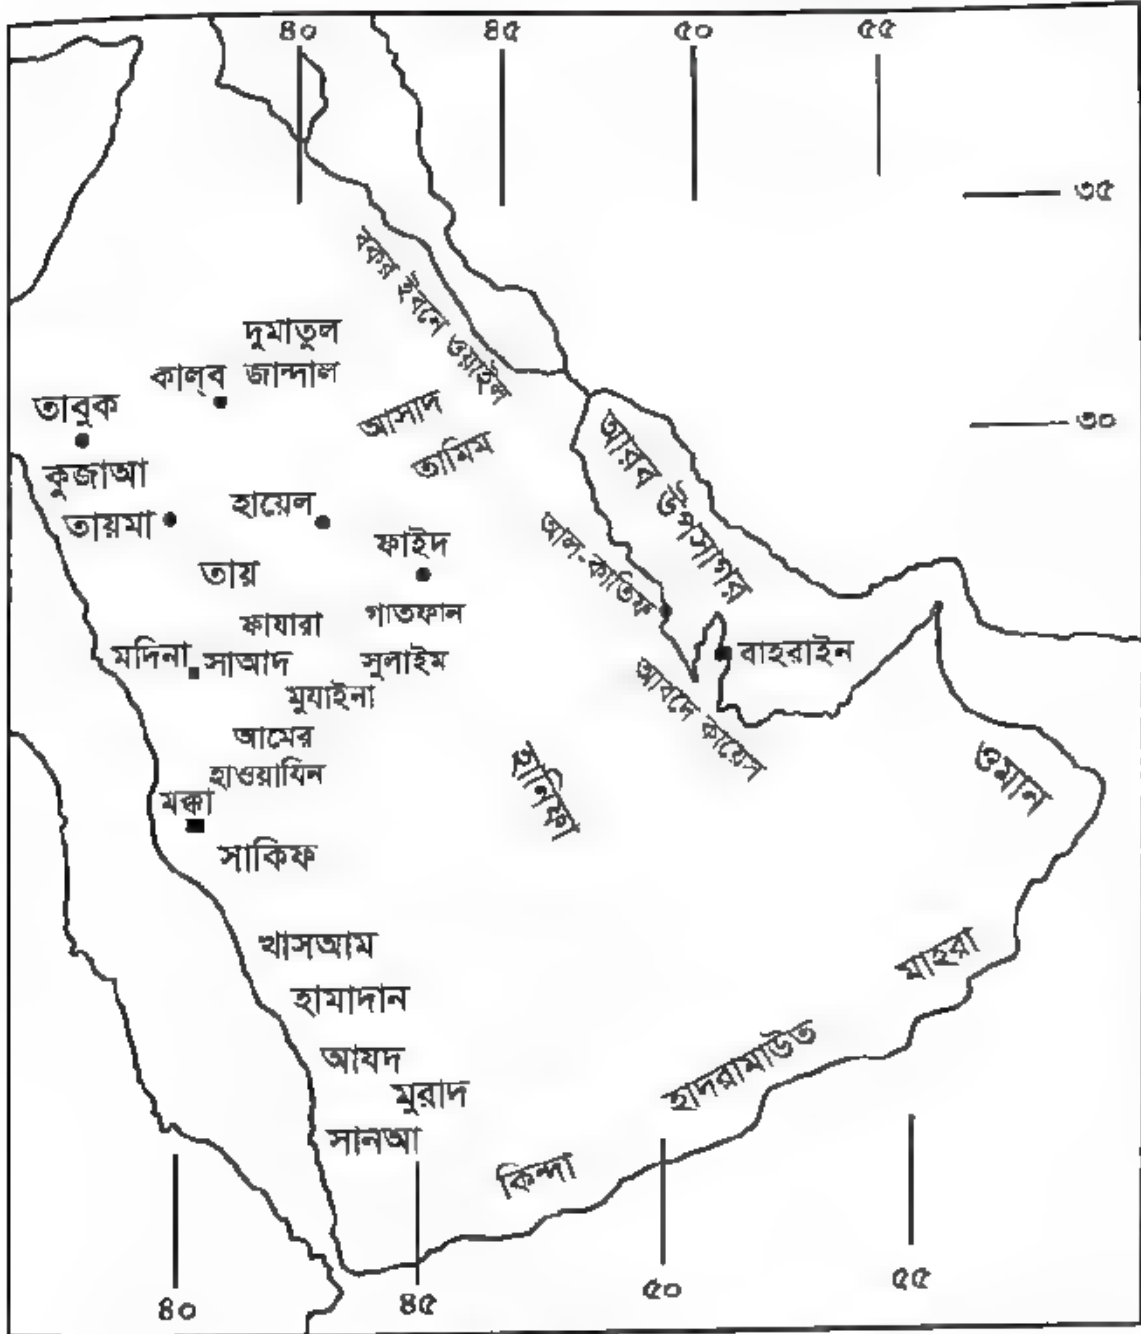 ৪০ ৪৫ ৫০ ৫৫
৩৫
বকর ইবনে ওয়াইল
দুমাতুল
কাল্‌ব জান্দাল
তাবুক
আসাদ
৩০
তামিম
আরব উপসাগর
কুজাআ
তায়মা
হায়েল
ফাইদ
আল-কাতিফ
তায়
ফাযারা
গাতফান
মদিনা
সাআদ
সুলাইম
বাহরাইন
মুযাইনা
আবদে কায়েস
আমের
হাওয়াযিন
হানিফা
ওমান
মক্কা
সাকিফ
খাসআম
মাহরা
হামাদান
আযদ
হাদরামাউত
মুরাদ
সানআ
কিন্দা
৪০ ৪৫ ৫০ ৫৫